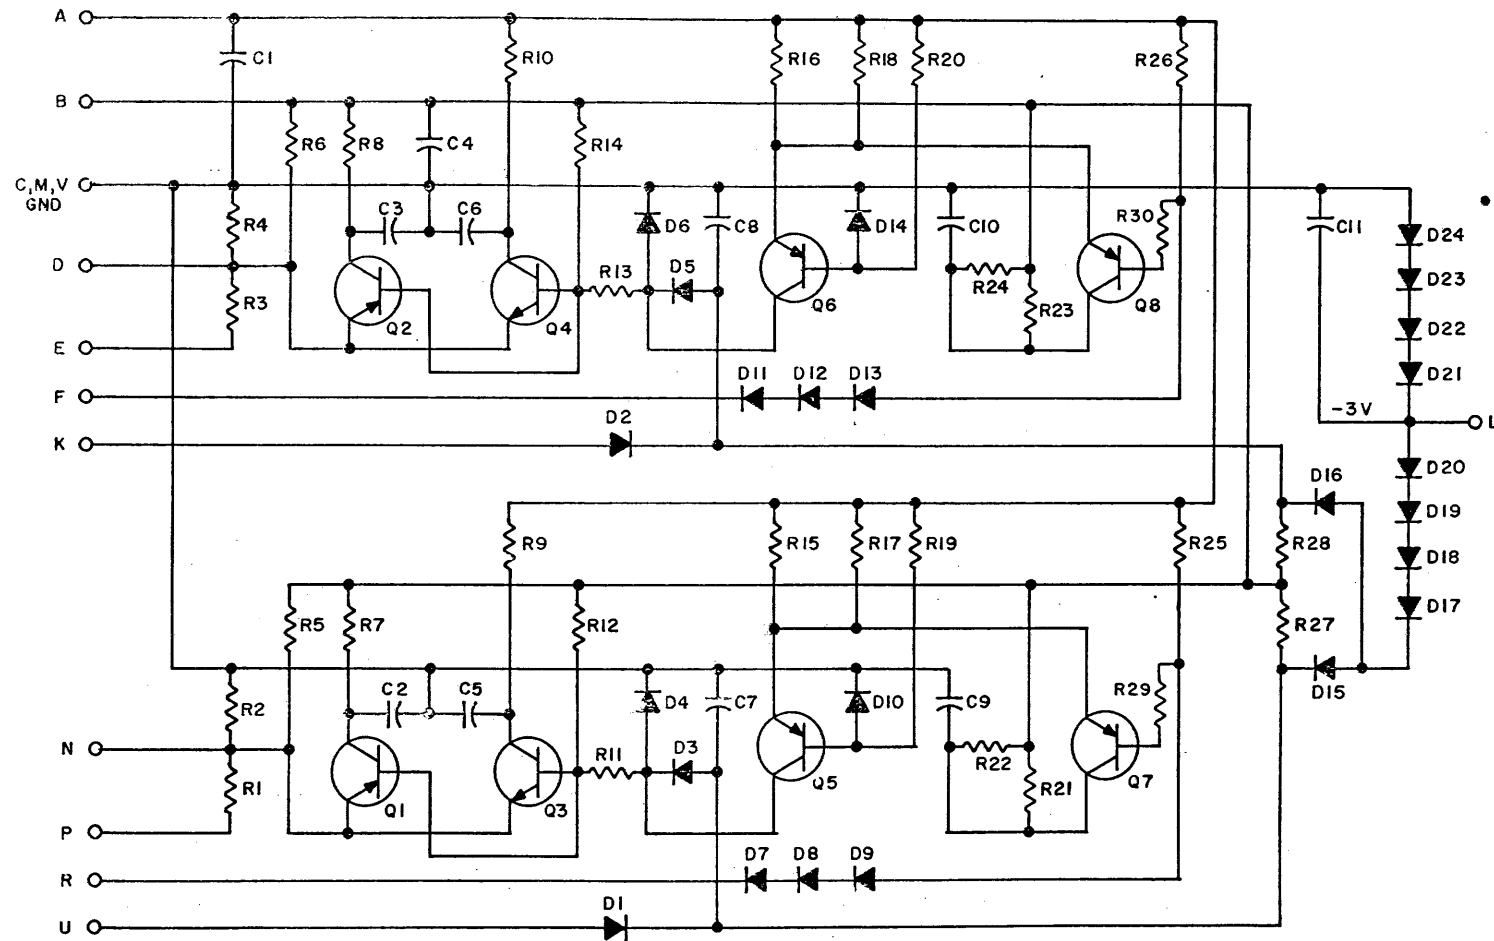 A
C1
R10
R16
R18
R20
R26
B
R6
R8
C4
R14
C,M,V
GND
R4
C3
C6
D6
C8
D14
C10
R30
C11
D24
D
R13
D5
R24
D23
R3
Q2
Q4
Q6
R23
Q8
D22
E
D11
D12
D13
D21
F
-3V
L
D2
K
D20
D16
D19
R9
R15
R17
R19
R25
R28
D18
D17
R5
R7
R12
R27
R2
C2
C5
D4
C7
D10
C9
R29
D15
N
R11
D3
R22
R1
Q1
Q3
Q5
R21
Q7
P
D7
D8
D9
R
D1
U